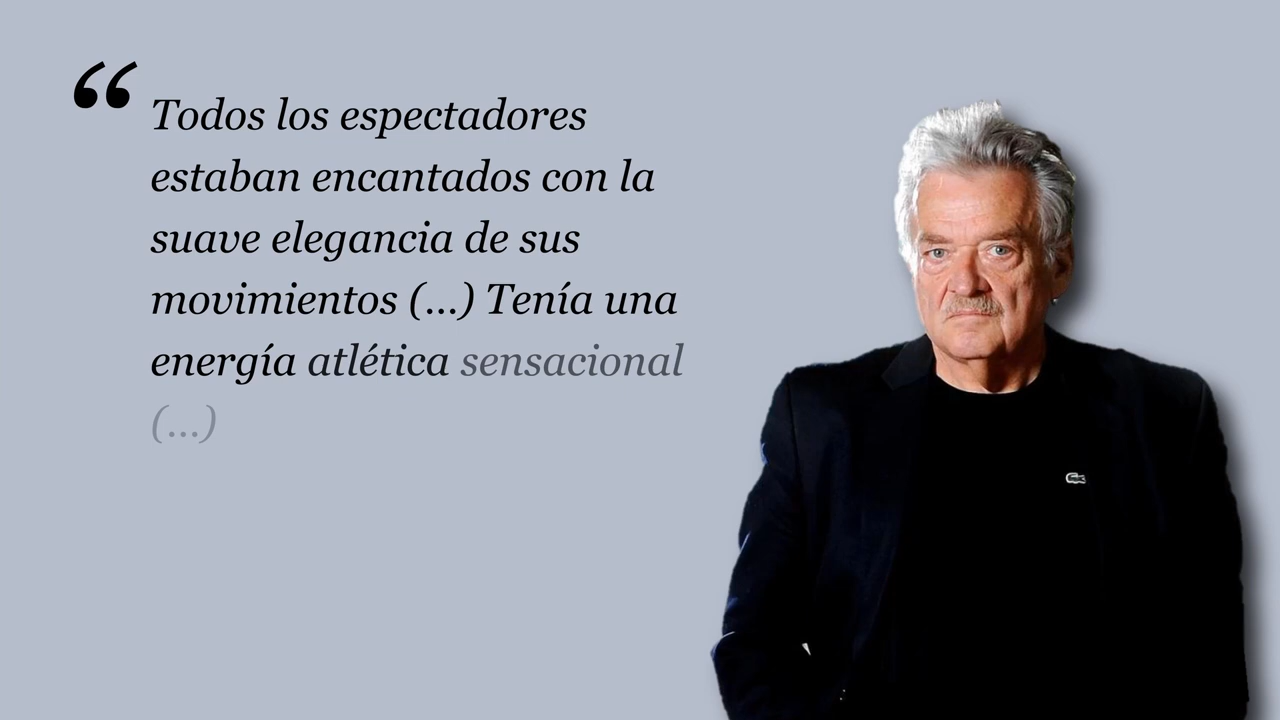 “ Todos los espectadores
estaban encantados con la
suave elegancia de sus
movimientos (...) Tenía una
energía atlética sensacional
(...)